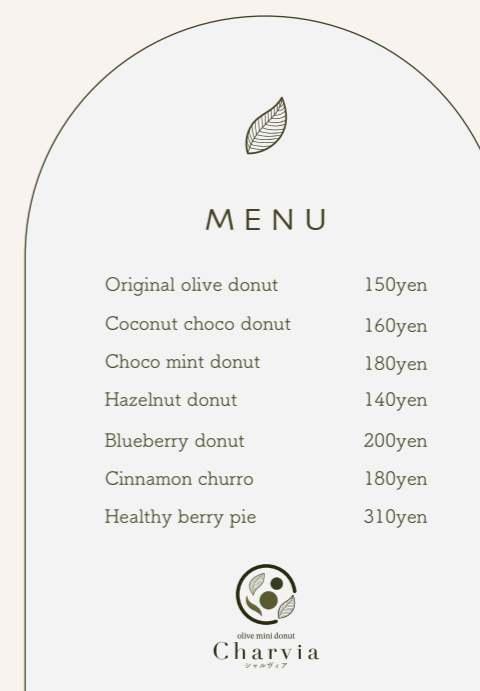 MENU
Original olive donut 150yen
Coconut choco donut 160yen
Choco mint donut 180yen
Hazelnut donut 140yen
Blueberry donut 200yen
Cinnamon churro 180yen
Healthy berry pie 310yen
olive mini donut
Charvia
シャルヴィア